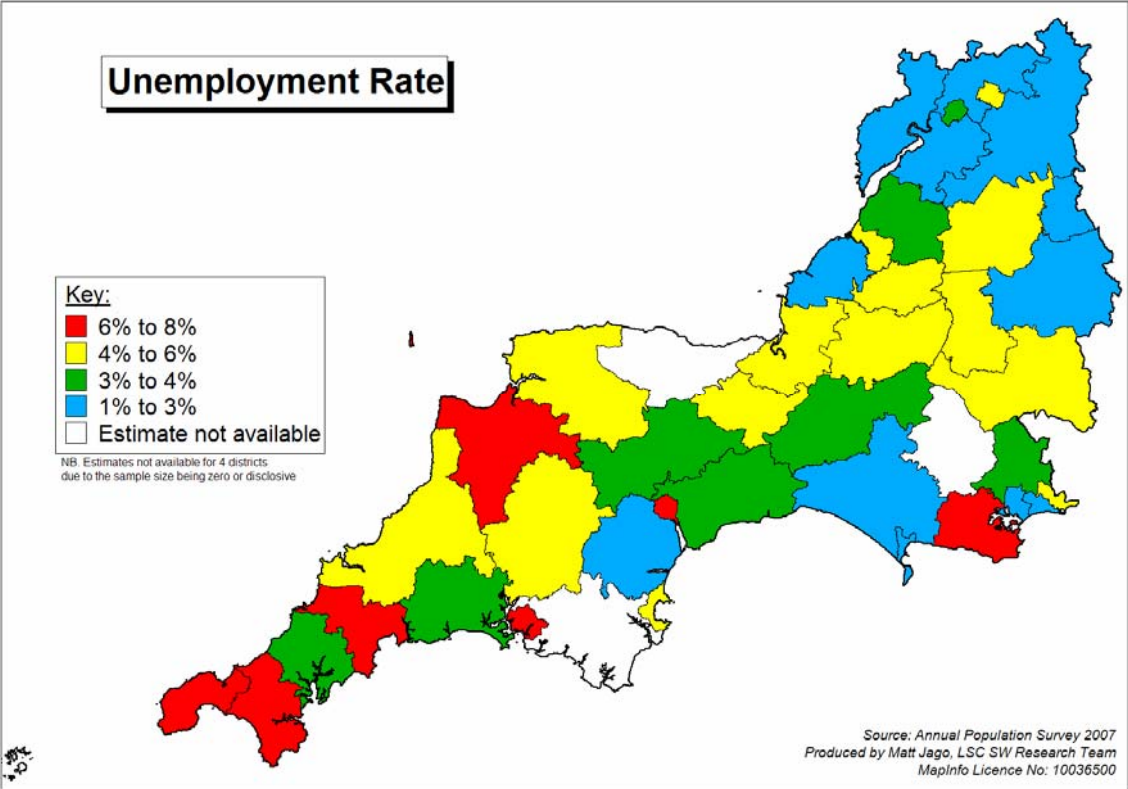 Unemployment Rate
Key:
6% to 8%
4% to 6%
3% to 4%
1% to 3%
Estimate not available
NB. Estimates not available for 4 districts
due to the sample size being zero or disclosive
Source: Annual Population Survey 2007
Produced by Matt Jago, LSC SW Research Team
MapInfo Licence No: 10036500